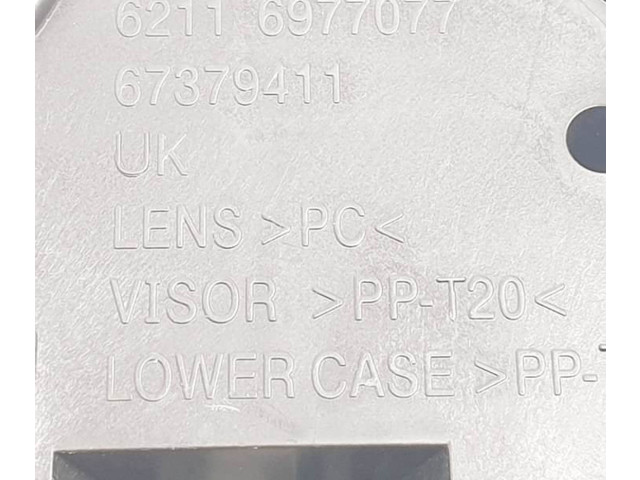 6211 6977077
67379411
UK
LENS >PC<
VISOR >PP-T20<
LOWER CASE >PP-